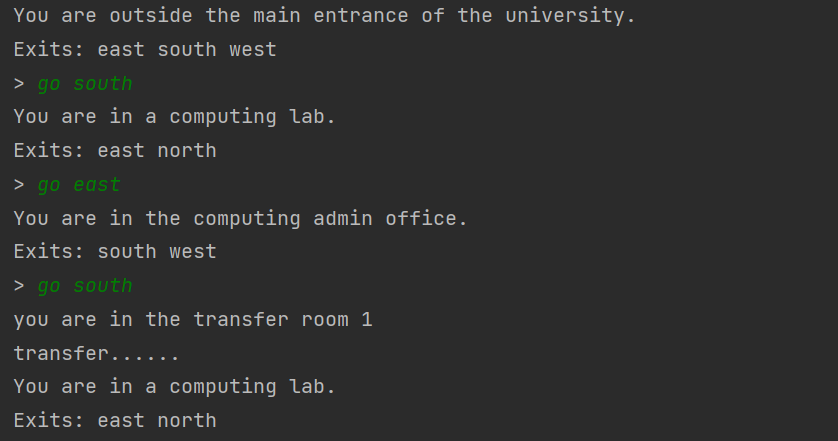 You are outside the main entrance of the university.
Exits: east south west
> go south
You are in a computing lab.
Exits: east north
> go east
You are in the computing admin office.
Exits: south west
> go south
you are in the transfer room 1
transfer......
You are in a computing lab.
Exits: east north